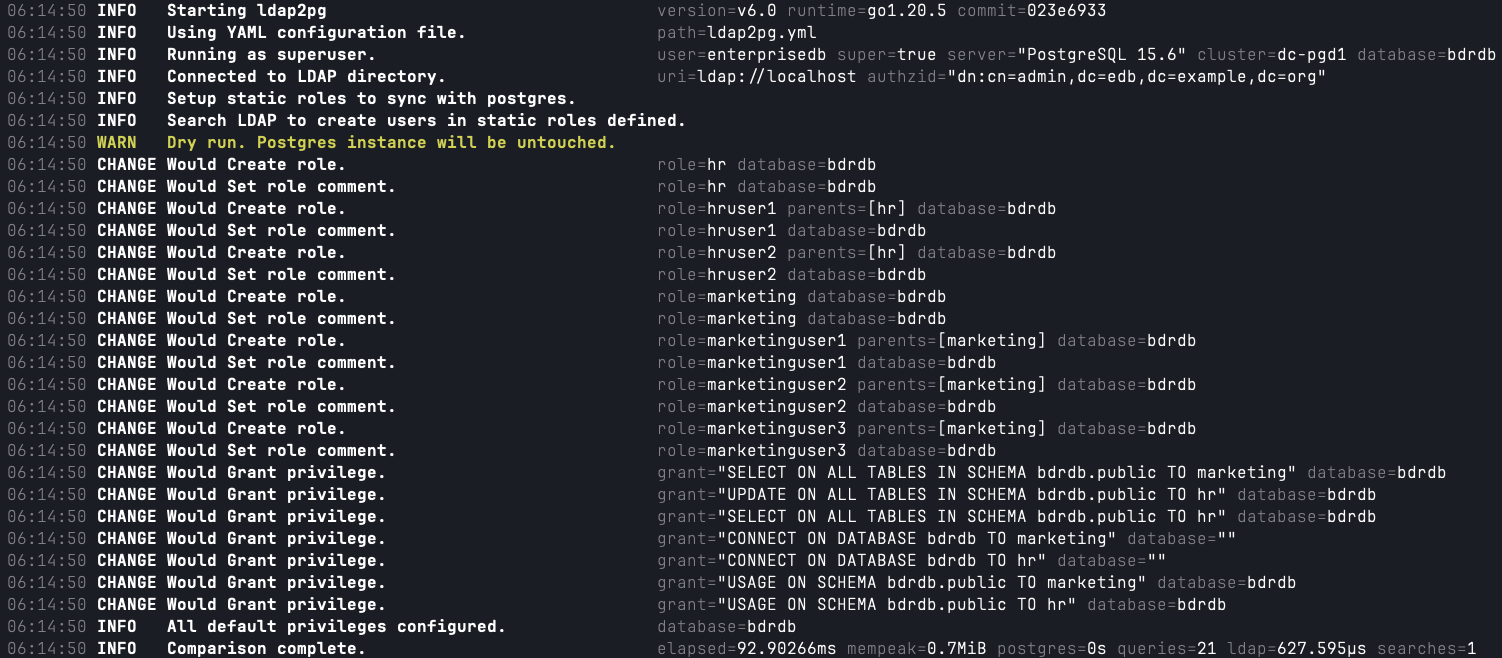 06:14:50 INFO   Starting ldap2pg                                 version=v6.0 runtime=go1.20.5 commit=023e6933
06:14:50 INFO   Using YAML configuration file.                   path=ldap2pg.yml
06:14:50 INFO   Running as superuser.                            user=enterprisedb super=true server="PostgreSQL 15.6" cluster=dc-pgd1 database=bdrdb
06:14:50 INFO   Connected to LDAP directory.                     uri=ldap://localhost authzid="dn:cn=admin,dc=edb,dc=example,dc=org"
06:14:50 INFO   Setup static roles to sync with postgres.
06:14:50 INFO   Search LDAP to create users in static roles defined.
06:14:50 WARN   Dry run. Postgres instance will be untouched.
06:14:50 CHANGE Would Create role.                               role=hr database=bdrdb
06:14:50 CHANGE Would Set role comment.                          role=hr database=bdrdb
06:14:50 CHANGE Would Create role.                               role=hruser1 parents=[hr] database=bdrdb
06:14:50 CHANGE Would Set role comment.                          role=hruser1 database=bdrdb
06:14:50 CHANGE Would Create role.                               role=hruser2 parents=[hr] database=bdrdb
06:14:50 CHANGE Would Set role comment.                          role=hruser2 database=bdrdb
06:14:50 CHANGE Would Create role.                               role=marketing database=bdrdb
06:14:50 CHANGE Would Set role comment.                          role=marketing database=bdrdb
06:14:50 CHANGE Would Create role.                               role=marketinguser1 parents=[marketing] database=bdrdb
06:14:50 CHANGE Would Set role comment.                          role=marketinguser1 database=bdrdb
06:14:50 CHANGE Would Create role.                               role=marketinguser2 parents=[marketing] database=bdrdb
06:14:50 CHANGE Would Set role comment.                          role=marketinguser2 database=bdrdb
06:14:50 CHANGE Would Create role.                               role=marketinguser3 parents=[marketing] database=bdrdb
06:14:50 CHANGE Would Set role comment.                          role=marketinguser3 database=bdrdb
06:14:50 CHANGE Would Grant privilege.                           grant="SELECT ON ALL TABLES IN SCHEMA bdrdb.public TO marketing" database=bdrdb
06:14:50 CHANGE Would Grant privilege.                           grant="UPDATE ON ALL TABLES IN SCHEMA bdrdb.public TO hr" database=bdrdb
06:14:50 CHANGE Would Grant privilege.                           grant="SELECT ON ALL TABLES IN SCHEMA bdrdb.public TO hr" database=bdrdb
06:14:50 CHANGE Would Grant privilege.                           grant="CONNECT ON DATABASE bdrdb TO marketing" database=""
06:14:50 CHANGE Would Grant privilege.                           grant="CONNECT ON DATABASE bdrdb TO hr" database=""
06:14:50 CHANGE Would Grant privilege.                           grant="USAGE ON SCHEMA bdrdb.public TO marketing" database=bdrdb
06:14:50 CHANGE Would Grant privilege.                           grant="USAGE ON SCHEMA bdrdb.public TO hr" database=bdrdb
06:14:50 INFO   All default privileges configured.               database=bdrdb
06:14:50 INFO   Comparison complete.                             elapsed=92.90266ms mempeak=0.7MiB postgres=0s queries=21 ldap=627.595µs searches=1